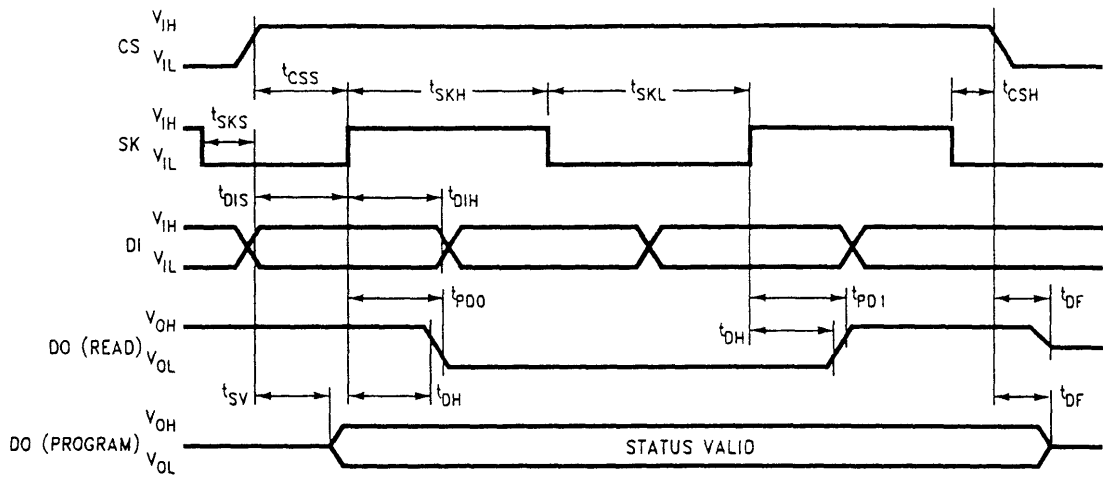 V_IH
CS
V_IL
t_CSS
t_SKH
t_SKL
t_CSH
V_IH
t_SKS
SK
V_IL
t_DIS
t_DIH
V_IH
DI
V_IL
t_PD0
t_PD1
t_DF
V_OH
t_DH
DO (READ)
V_OL
t_SV
t_DH
t_DF
V_OH
DO (PROGRAM)
STATUS VALID
V_OL